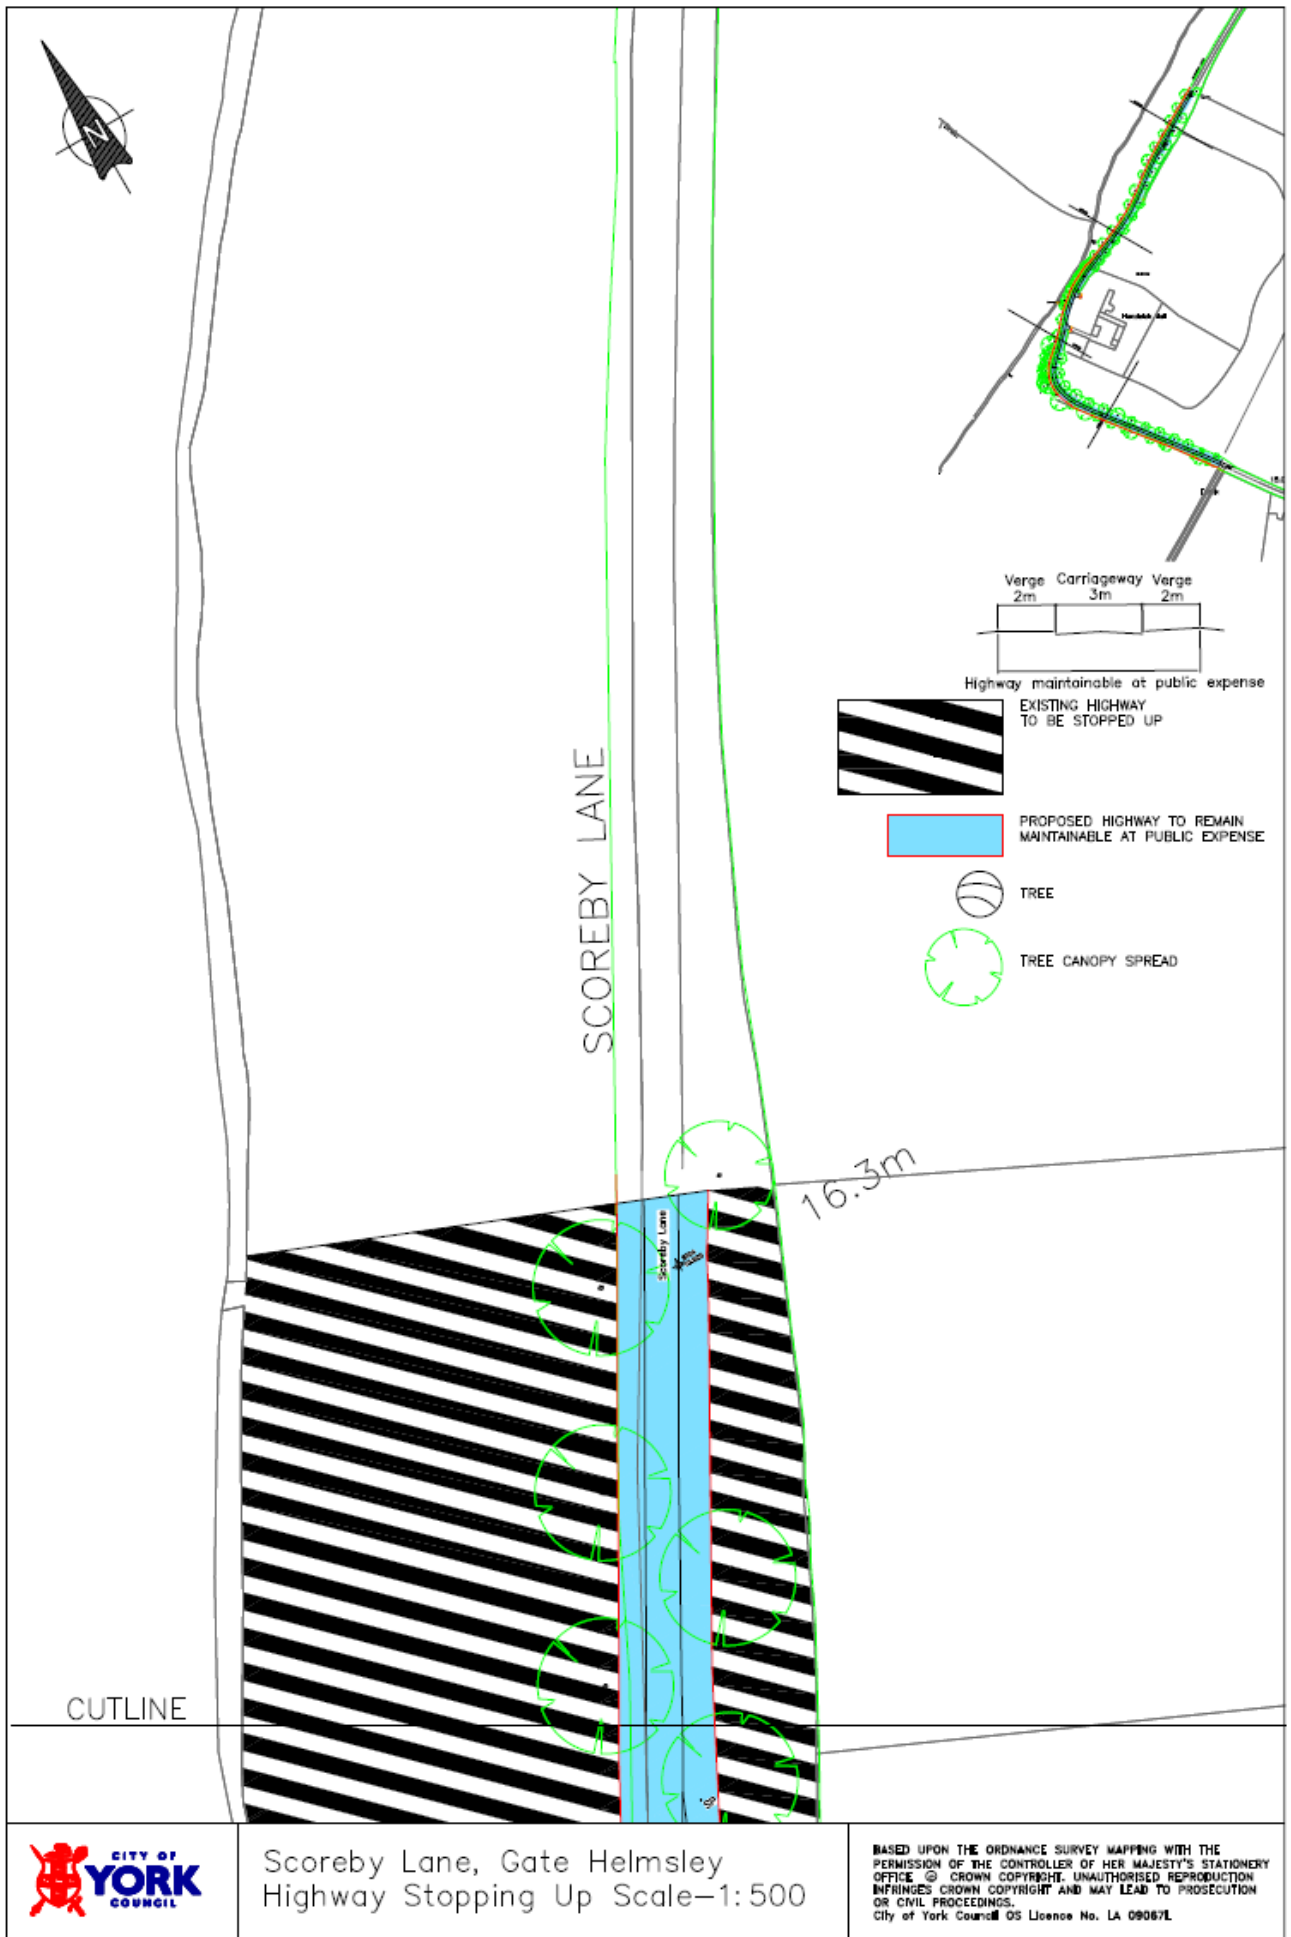 N
Verge Carriageway Verge
2m 3m 2m
Highway maintainable at public expense
EXISTING HIGHWAY
TO BE STOPPED UP
PROPOSED HIGHWAY TO REMAIN
MAINTAINABLE AT PUBLIC EXPENSE
TREE
TREE CANOPY SPREAD
SCOREBY LANE
16.3m
Scoreby Lane
CUTLINE
CITY OF
YORK
COUNCIL
Scoreby Lane, Gate Helmsley
Highway Stopping Up Scale-1:500
BASED UPON THE ORDNANCE SURVEY MAPPING WITH THE
PERMISSION OF THE CONTROLLER OF HER MAJESTY'S STATIONERY
OFFICE © CROWN COPYRIGHT. UNAUTHORISED REPRODUCTION
INFRINGES CROWN COPYRIGHT AND MAY LEAD TO PROSECUTION
OR CIVIL PROCEEDINGS.
City of York Council OS Licence No. LA 09067L